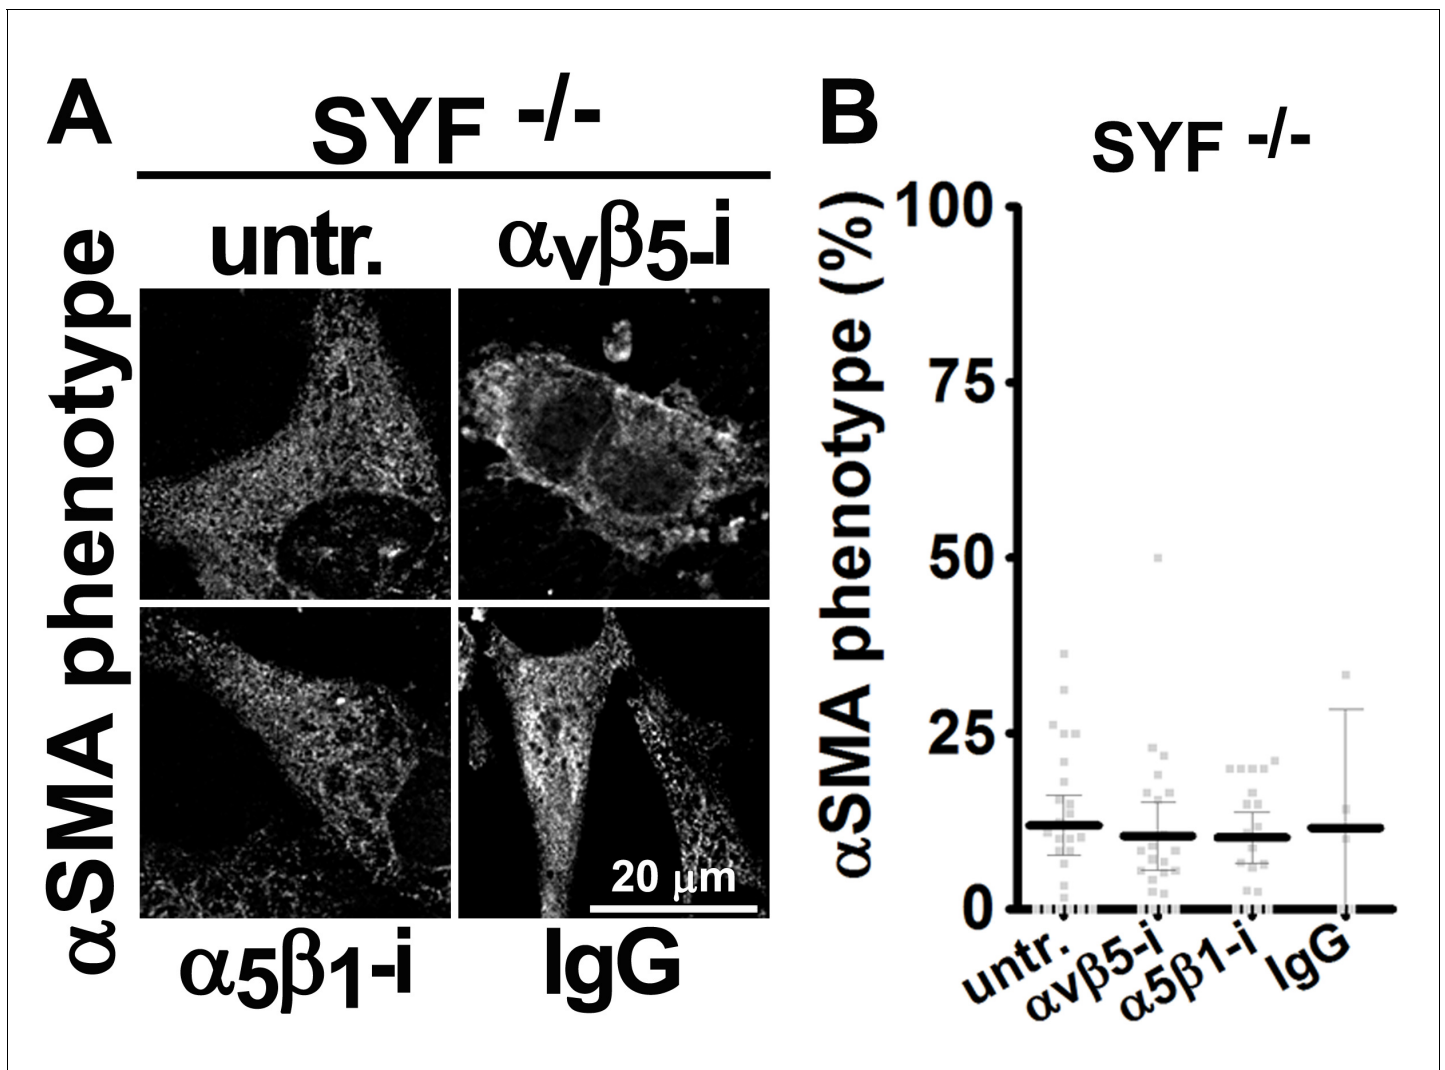 A
SYF -/-
untr.
αvβ5-i
αSMA phenotype
20 μm
α5β1-i
IgG
B
SYF -/-
αSMA phenotype (%)
100
75
50
25
0
untr.
αvβ5-i
α5β1-i
IgG